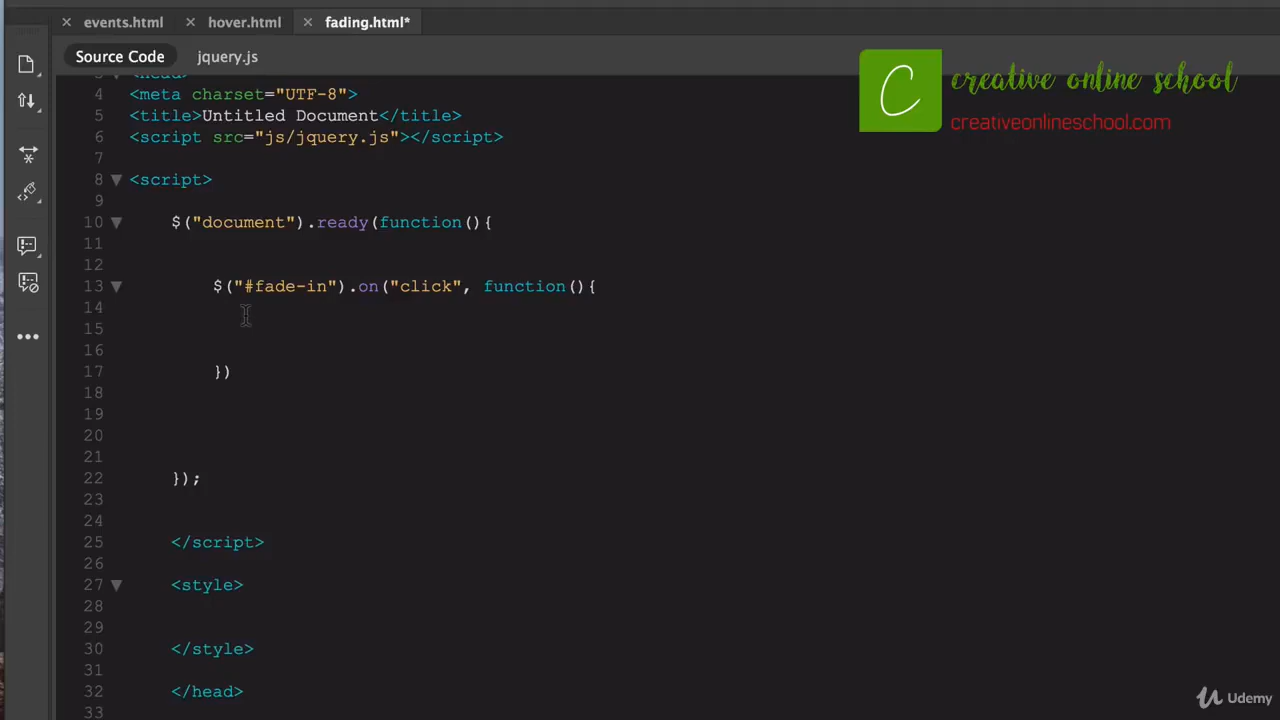 events.html hover.html fading.html*
Source Code jquery.js
creative online school
creativeonlineschool.com
3 <head>
4 <meta charset="UTF-8">
5 <title>Untitled Document</title>
6 <script src="js/jquery.js"></script>
7
8 <script>
9
10 $("document").ready(function(){
11
12
13 $("#fade-in").on("click", function(){
14
15
16
17 })
18
19
20
21
22 });
23
24
25 </script>
26
27 <style>
28
29
30 </style>
31
32 </head>
33
Udemy